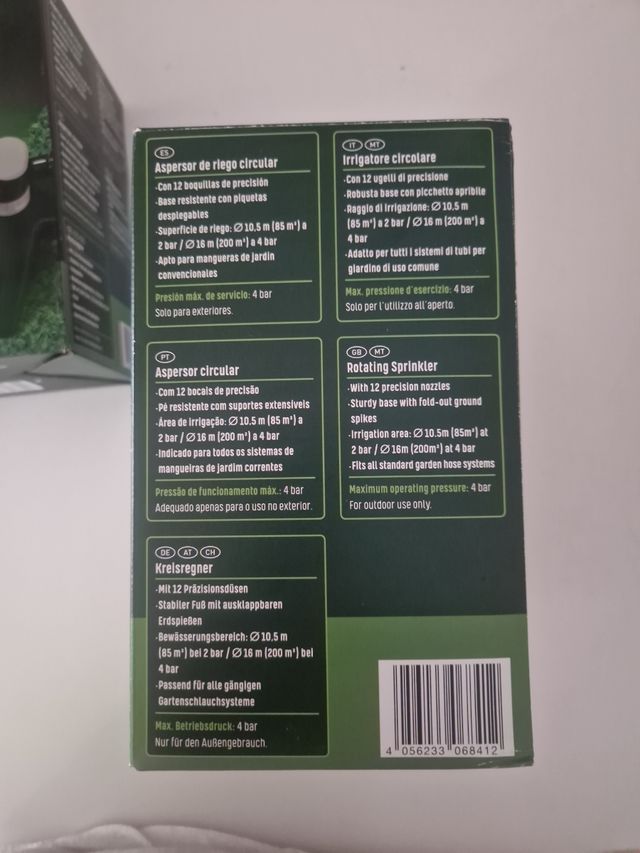 ES
Aspersor de riego circular
·Con 12 boquillas de precisión
·Base resistente con piquetas
desplegables
·Superficie de riego: Ø 10,5 m (85 m²) a
2 bar / Ø 16 m (200 m²) a 4 bar
·Apto para mangueras de jardín
convencionales
Presión máx. de servicio: 4 bar
Solo para exteriores.
IT MT
Irrigatore circolare
·Con 12 ugelli di precisione
·Robusta base con picchetto apribile
·Raggio di irrigazione: Ø 10,5 m
(85 m²) a 2 bar / Ø 16 m (200 m²) a
4 bar
·Adatto per tutti i sistemi di tubi per
giardino di uso comune
Max. pressione d'esercizio: 4 bar
Solo per l'utilizzo all'aperto.
PT
Aspersor circular
·Com 12 bocais de precisão
·Pé resistente com suportes extensíveis
·Área de irrigação: Ø 10.5m (85 m²) a
2 bar / Ø 16 m (200 m²) a 4 bar
·Indicado para todos os sistemas de
mangueiras de jardim correntes
Pressão de funcionamento máx.: 4 bar
Adequado apenas para o uso no exterior.
GB MT
Rotating Sprinkler
·With 12 precision nozzles
·Sturdy base with fold-out ground
spikes
·Irrigation area: Ø 10.5m (85m²) at
2 bar / Ø 16m (200m²) at 4 bar
·Fits all standard garden hose systems
Maximum operating pressure: 4 bar
For outdoor use only.
DE AT CH
Kreisregner
·Mit 12 Präzisionsdüsen
·Stabiler Fuß mit ausklappbaren
Erdspießen
·Bewässerungsbereich: Ø 10,5 m
(85 m²) bei 2 bar / Ø 16 m (200 m²) bei
4 bar
·Passend für alle gängigen
Gartenschlauchsysteme
Max. Betriebsdruck: 4 bar
Nur für den Außengebrauch.
4 056233 068412